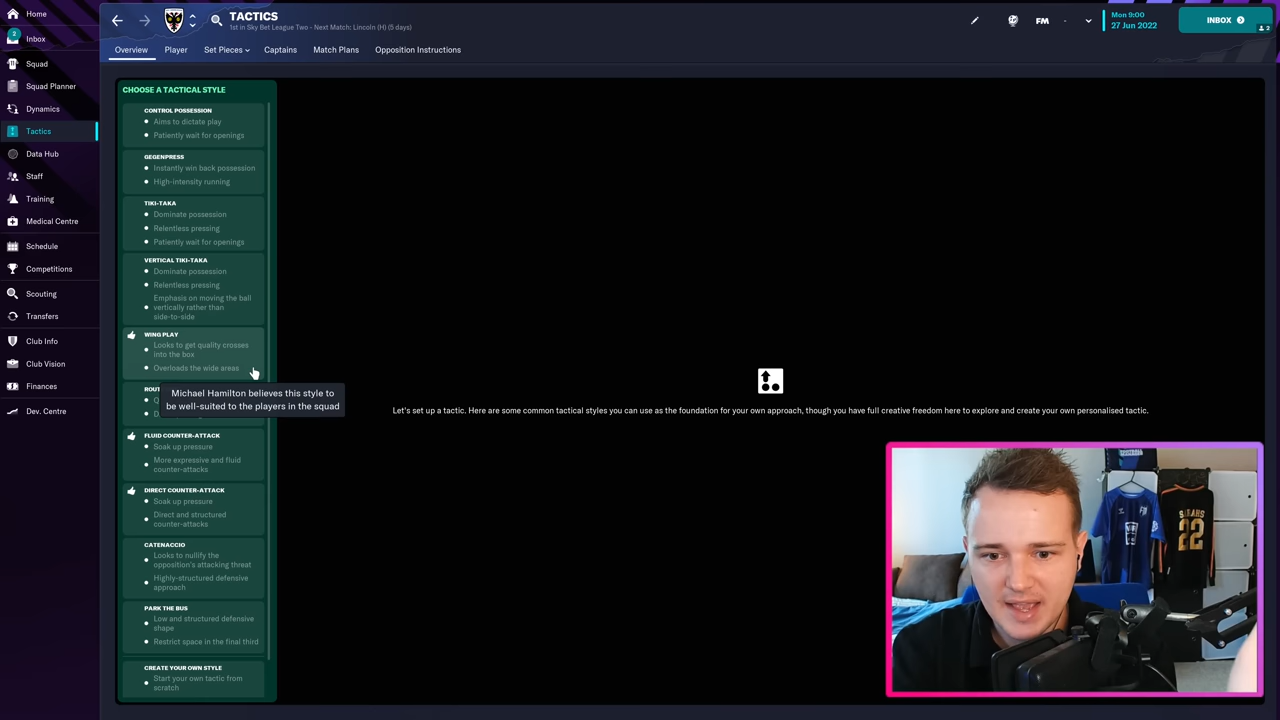 Home
2
Inbox
Squad
Squad Planner
Dynamics
Tactics
Data Hub
Staff
Training
Medical Centre
Schedule
Competitions
Scouting
Transfers
Club Info
Club Vision
Finances
Dev. Centre
TACTICS
1st in Sky Bet League Two - Next Match: Lincoln (H) (5 days)
FM
-
Mon 9:00
27 Jun 2022
INBOX
2
Overview
Player
Set Pieces
Captains
Match Plans
Opposition Instructions
CHOOSE A TACTICAL STYLE
CONTROL POSSESSION
Aims to dictate play
Patiently wait for openings
GEGENPRESS
Instantly win back possession
High-intensity running
TIKI-TAKA
Dominate possession
Relentless pressing
Patiently wait for openings
VERTICAL TIKI-TAKA
Dominate possession
Relentless pressing
Emphasis on moving the ball
vertically rather than
side-to-side
WING PLAY
Looks to get quality crosses
into the box
Overloads the wide areas
ROUT
Michael Hamilton believes this style to
be well-suited to the players in the squad
FLUID COUNTER-ATTACK
Soak up pressure
More expressive and fluid
counter-attacks
DIRECT COUNTER-ATTACK
Soak up pressure
Direct and structured
counter-attacks
CATENACCIO
Looks to nullify the
opposition's attacking threat
Highly-structured defensive
approach
PARK THE BUS
Low and structured defensive
shape
Restrict space in the final third
CREATE YOUR OWN STYLE
Start your own tactic from
scratch
Let's set up a tactic. Here are some common tactical styles you can use as the foundation for your own approach, though you have full creative freedom here to explore and create your own personalised tactic.
22